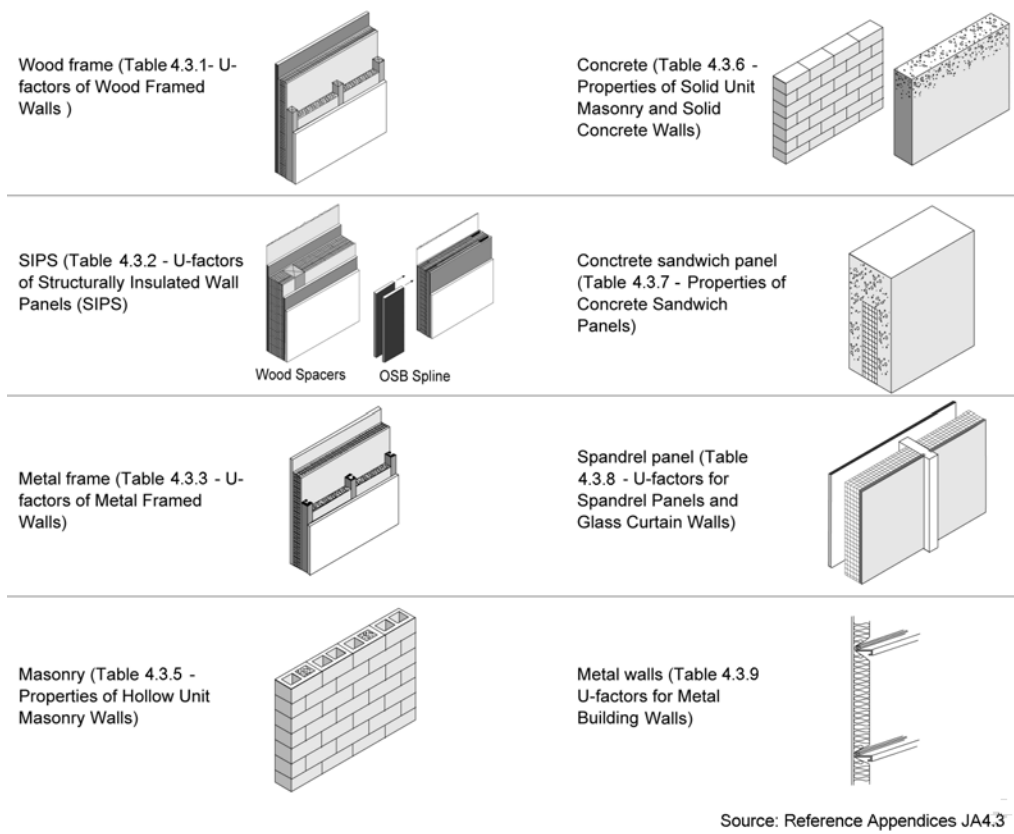 Wood frame (Table 4.3.1- U-
factors of Wood Framed
Walls )
Concrete (Table 4.3.6 -
Properties of Solid Unit
Masonry and Solid
Concrete Walls)
SIPS (Table 4.3.2 - U-factors
of Structurally Insulated Wall
Panels (SIPS)
Wood Spacers
OSB Spline
Conctrete sandwich panel
(Table 4.3.7 - Properties of
Concrete Sandwich
Panels)
Metal frame (Table 4.3.3 - U-
factors of Metal Framed
Walls)
Spandrel panel (Table
4.3.8 - U-factors for
Spandrel Panels and
Glass Curtain Walls)
Masonry (Table 4.3.5 -
Properties of Hollow Unit
Masonry Walls)
Metal walls (Table 4.3.9
U-factors for Metal
Building Walls)
Source: Reference Appendices JA4.3